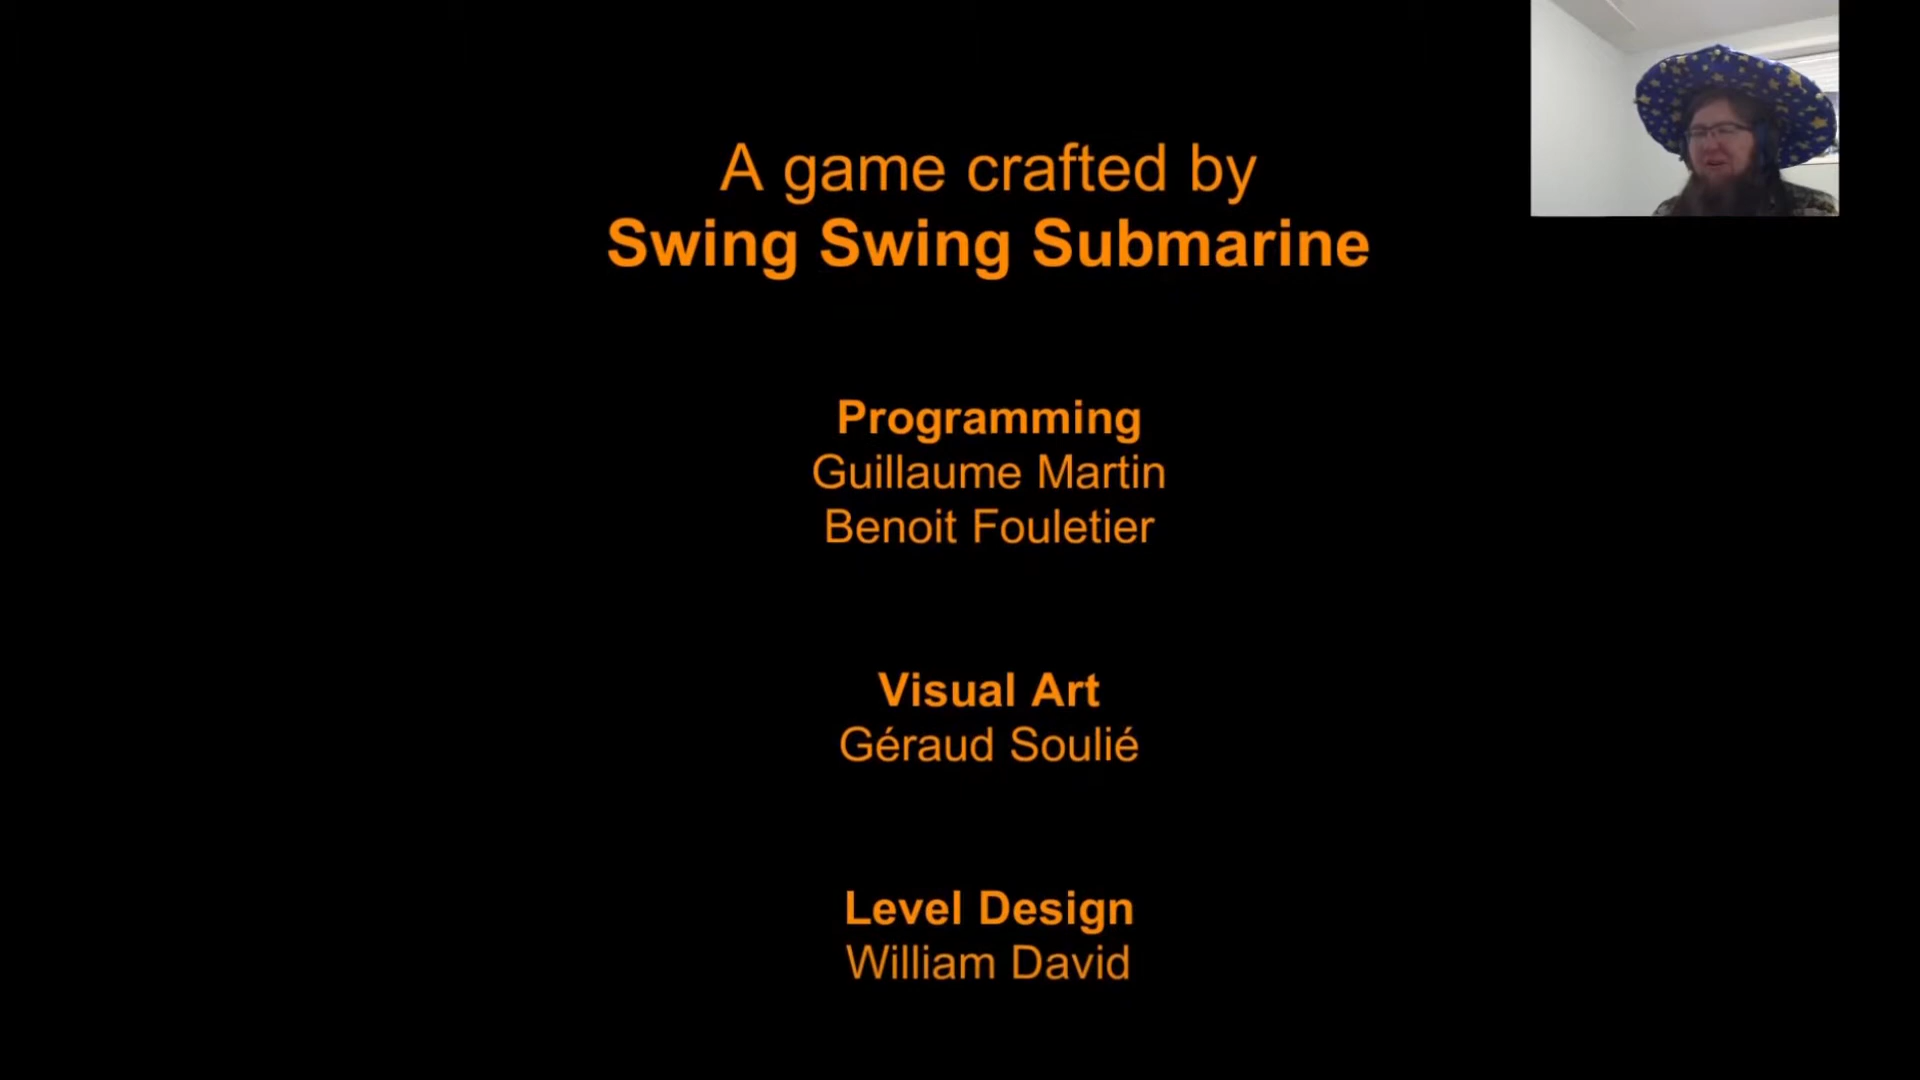 A game crafted by
Swing Swing Submarine
Programming
Guillaume Martin
Benoit Fouletier
Visual Art
Géraud Soulié
Level Design
William David